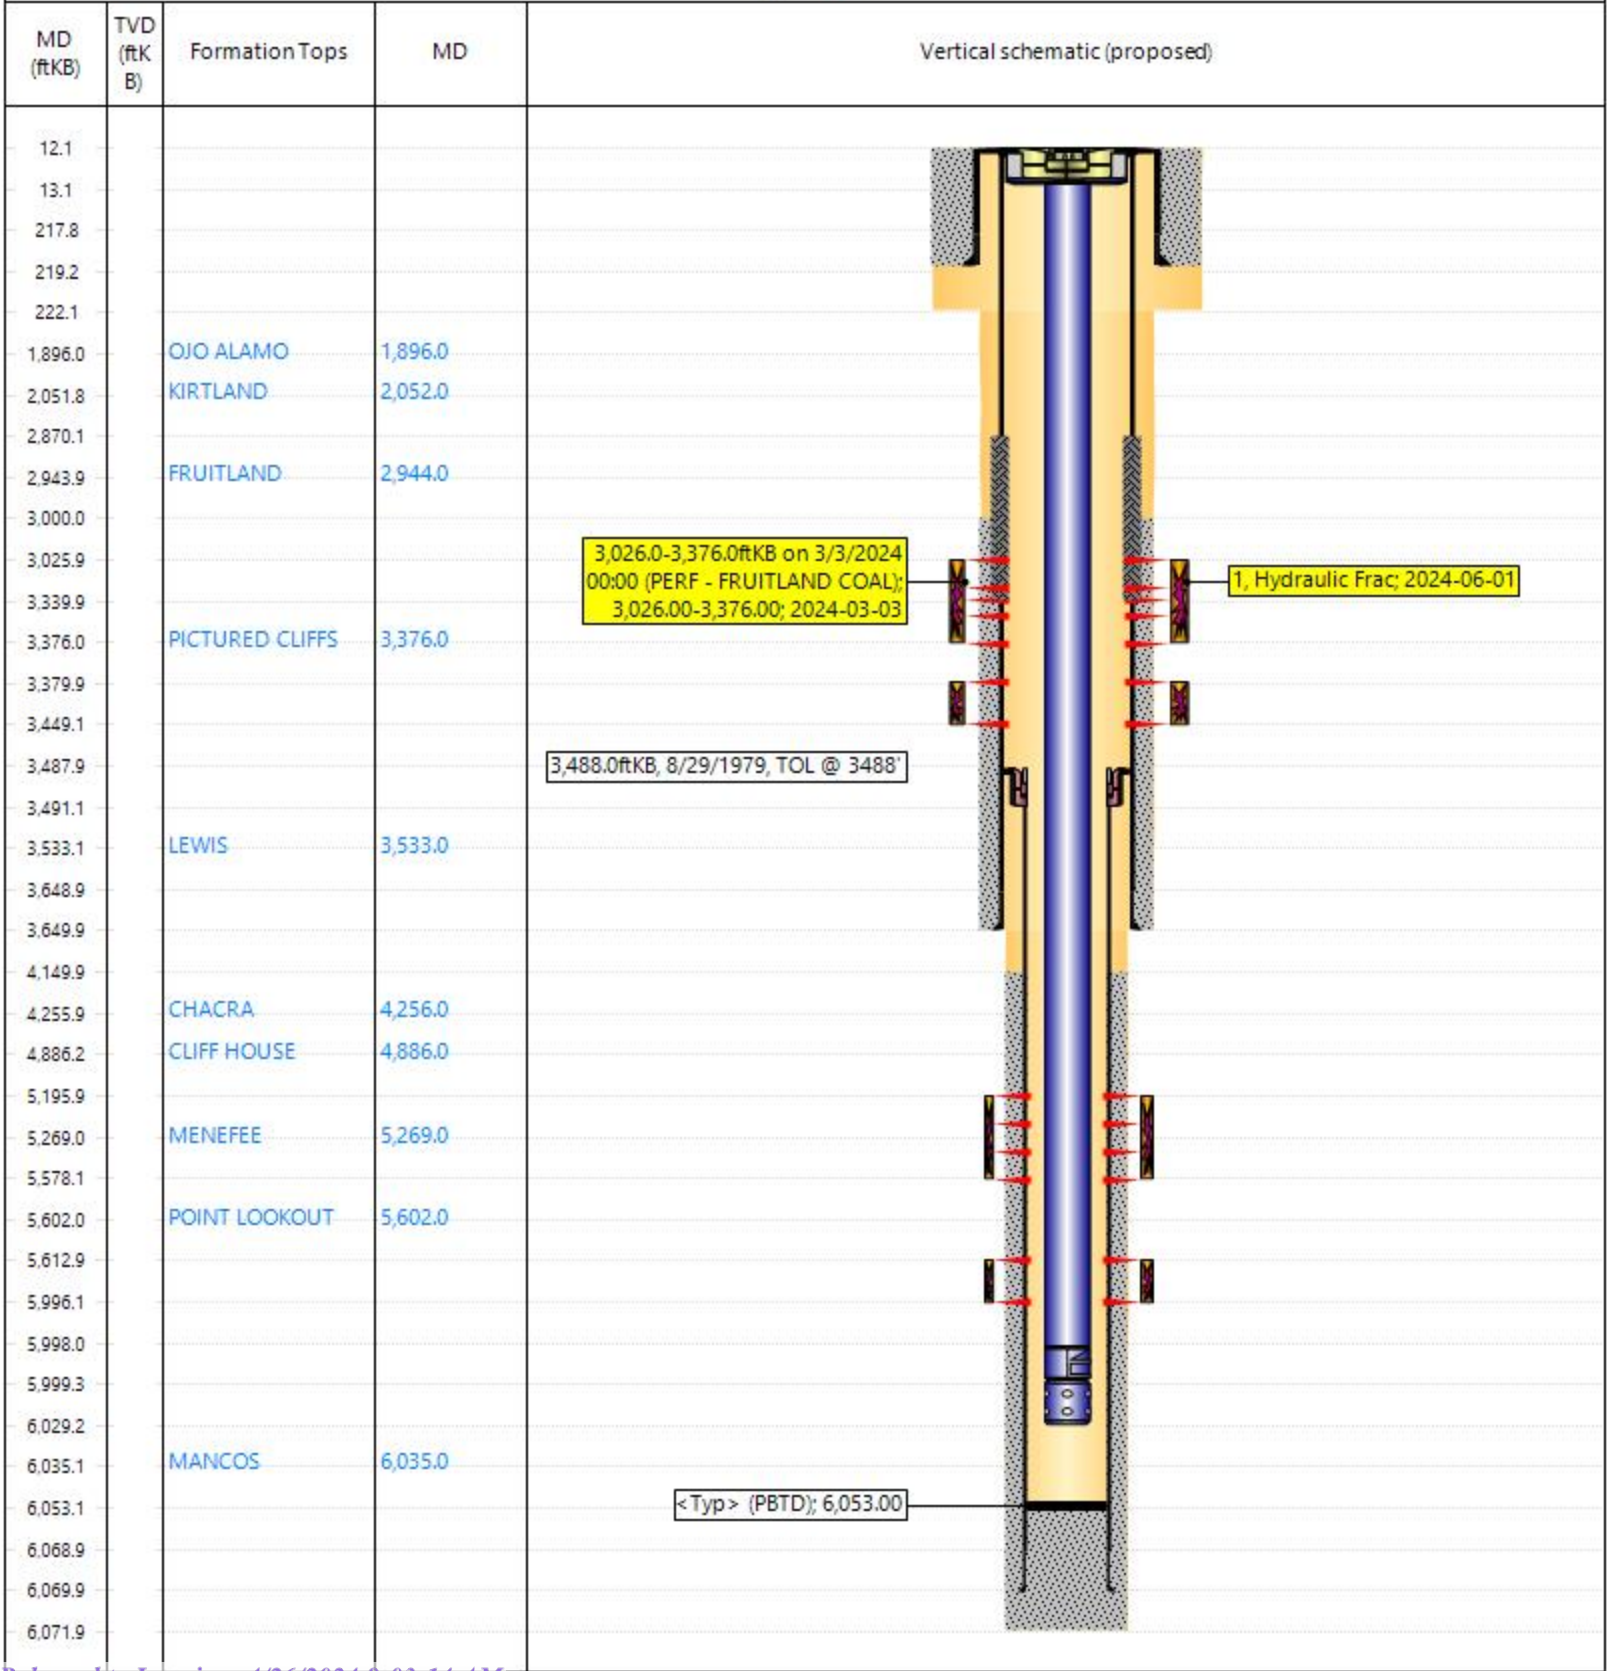 MD (ftKB)
TVD (ftK B)
Formation Tops
MD
Vertical schematic (proposed)
12.1
13.1
217.8
219.2
222.1
1,896.0 OJO ALAMO 1,896.0
2,051.8 KIRTLAND 2,052.0
2,870.1
2,943.9 FRUITLAND 2,944.0
3,000.0
3,026.0-3,376.0ftKB on 3/3/2024
00:00 (PERF - FRUITLAND COAL);
3,026.00-3,376.00; 2024-03-03
1, Hydraulic Frac; 2024-06-01
3,025.9
3,339.9
3,376.0 PICTURED CLIFFS 3,376.0
3,379.9
3,449.1
3,487.9 3,488.0ftKB, 8/29/1979, TOL @ 3488'
3,491.1
3,533.1 LEWIS 3,533.0
3,648.9
3,649.9
4,149.9
4,255.9 CHACRA 4,256.0
4,886.2 CLIFF HOUSE 4,886.0
5,195.9
5,269.0 MENEFEE 5,269.0
5,578.1
5,602.0 POINT LOOKOUT 5,602.0
5,612.9
5,996.1
5,998.0
5,999.3
6,029.2
6,035.1 MANCOS 6,035.0
6,053.1 <Typ> (PBTD); 6,053.00
6,068.9
6,069.9
6,071.9